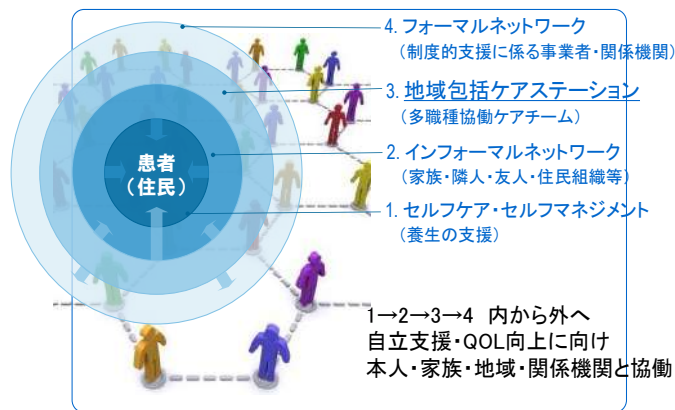 4. フォーマルネットワーク
（制度的支援に係る事業者・関係機関）
3. 地域包括ケアステーション
（多職種協働ケアチーム）
患者
（住民）
2. インフォーマルネットワーク
（家族・隣人・友人・住民組織等）
1. セルフケア・セルフマネジメント
（養生の支援）
1→2→3→4 内から外へ
自立支援・QOL向上に向け
本人・家族・地域・関係機関と協働